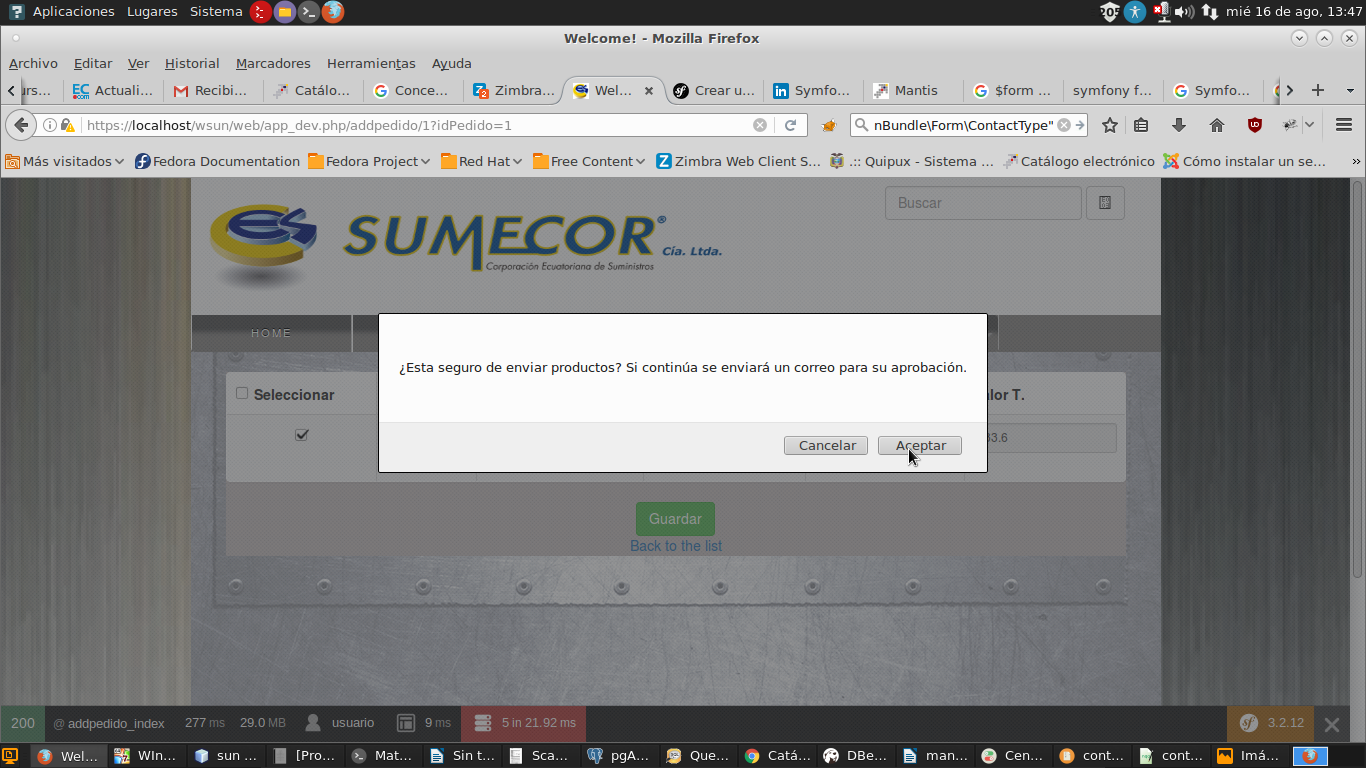 Aplicaciones Lugares Sistema mié 16 de ago, 13:47
Welcome! - Mozilla Firefox
Archivo Editar Ver Historial Marcadores Herramientas Ayuda
urs... Actuali... Recibi... Catálo... Conce... Zimbra... Wel... Crear u... Symfo... Mantis $form ... symfony f... Symfo...
https://localhost/wsun/web/app_dev.php/addpedido/1?idPedido=1 nBundle\Form\ContactType"
Más visitados Fedora Documentation Fedora Project Red Hat Free Content Zimbra Web Client S... .:: Quipux - Sistema ... Catálogo electrónico Cómo instalar un se...
Buscar
SUMECOR® Cía. Ltda.
Corporación Ecuatoriana de Suministros
HOME
¿Esta seguro de enviar productos? Si continúa se enviará un correo para su aprobación.
Seleccionar alor T.
33.6
Cancelar Aceptar
Guardar
Back to the list
200 @ addpedido_index 277 ms 29.0 MB usuario 9 ms 5 in 21.92 ms 3.2.12
Wel... WIn... sun ... [Pro... Mat... Sin t... Sca... pgA... Que... Catá... DBe... man... Cen... cont... cont... Imá...